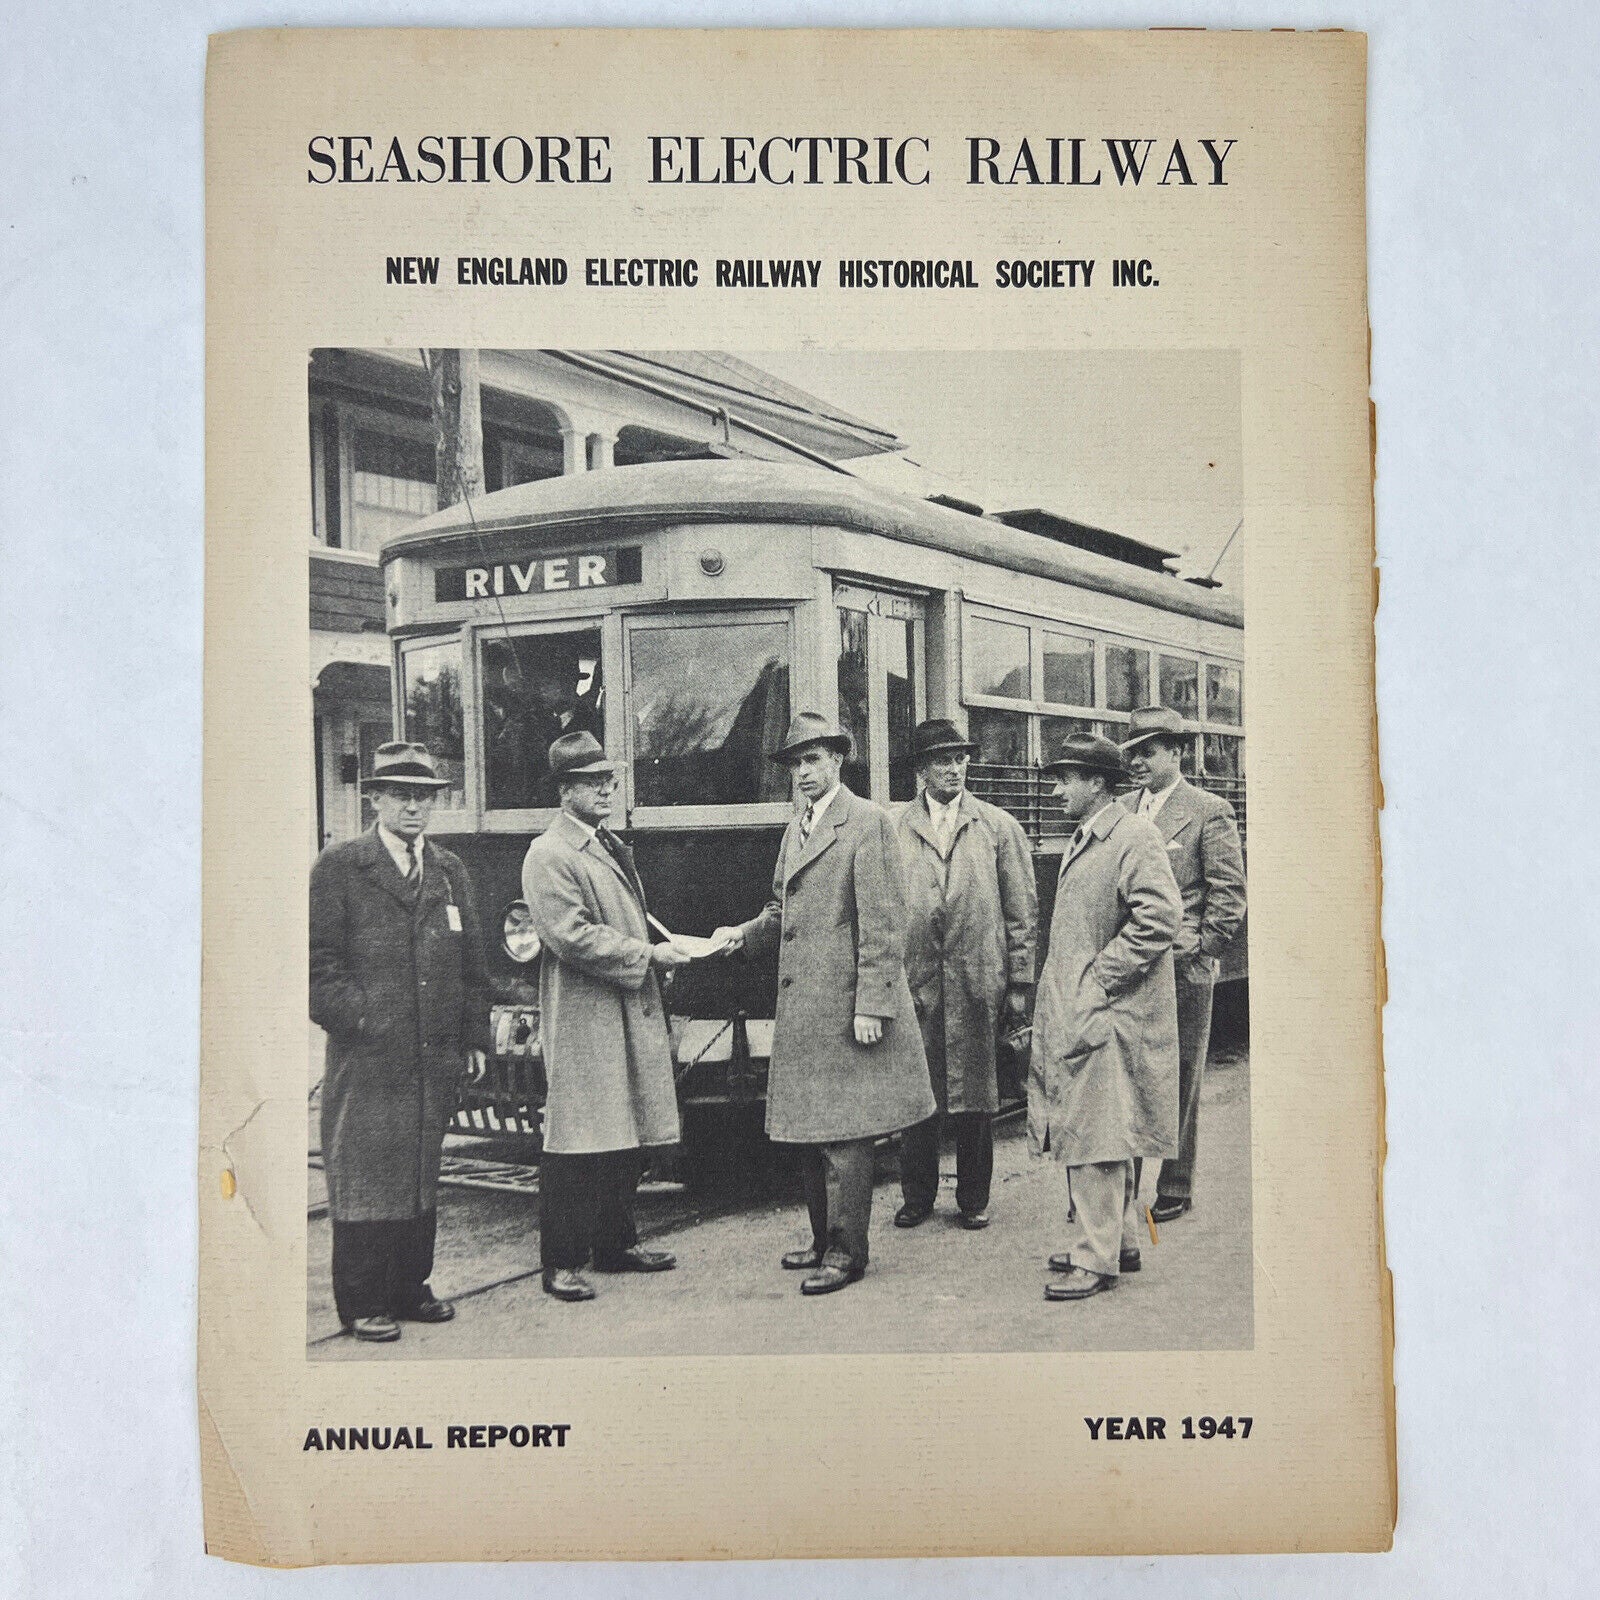 SEASHORE ELECTRIC RAILWAY
NEW ENGLAND ELECTRIC RAILWAY HISTORICAL SOCIETY INC.
RIVER
ANNUAL REPORT
YEAR 1947